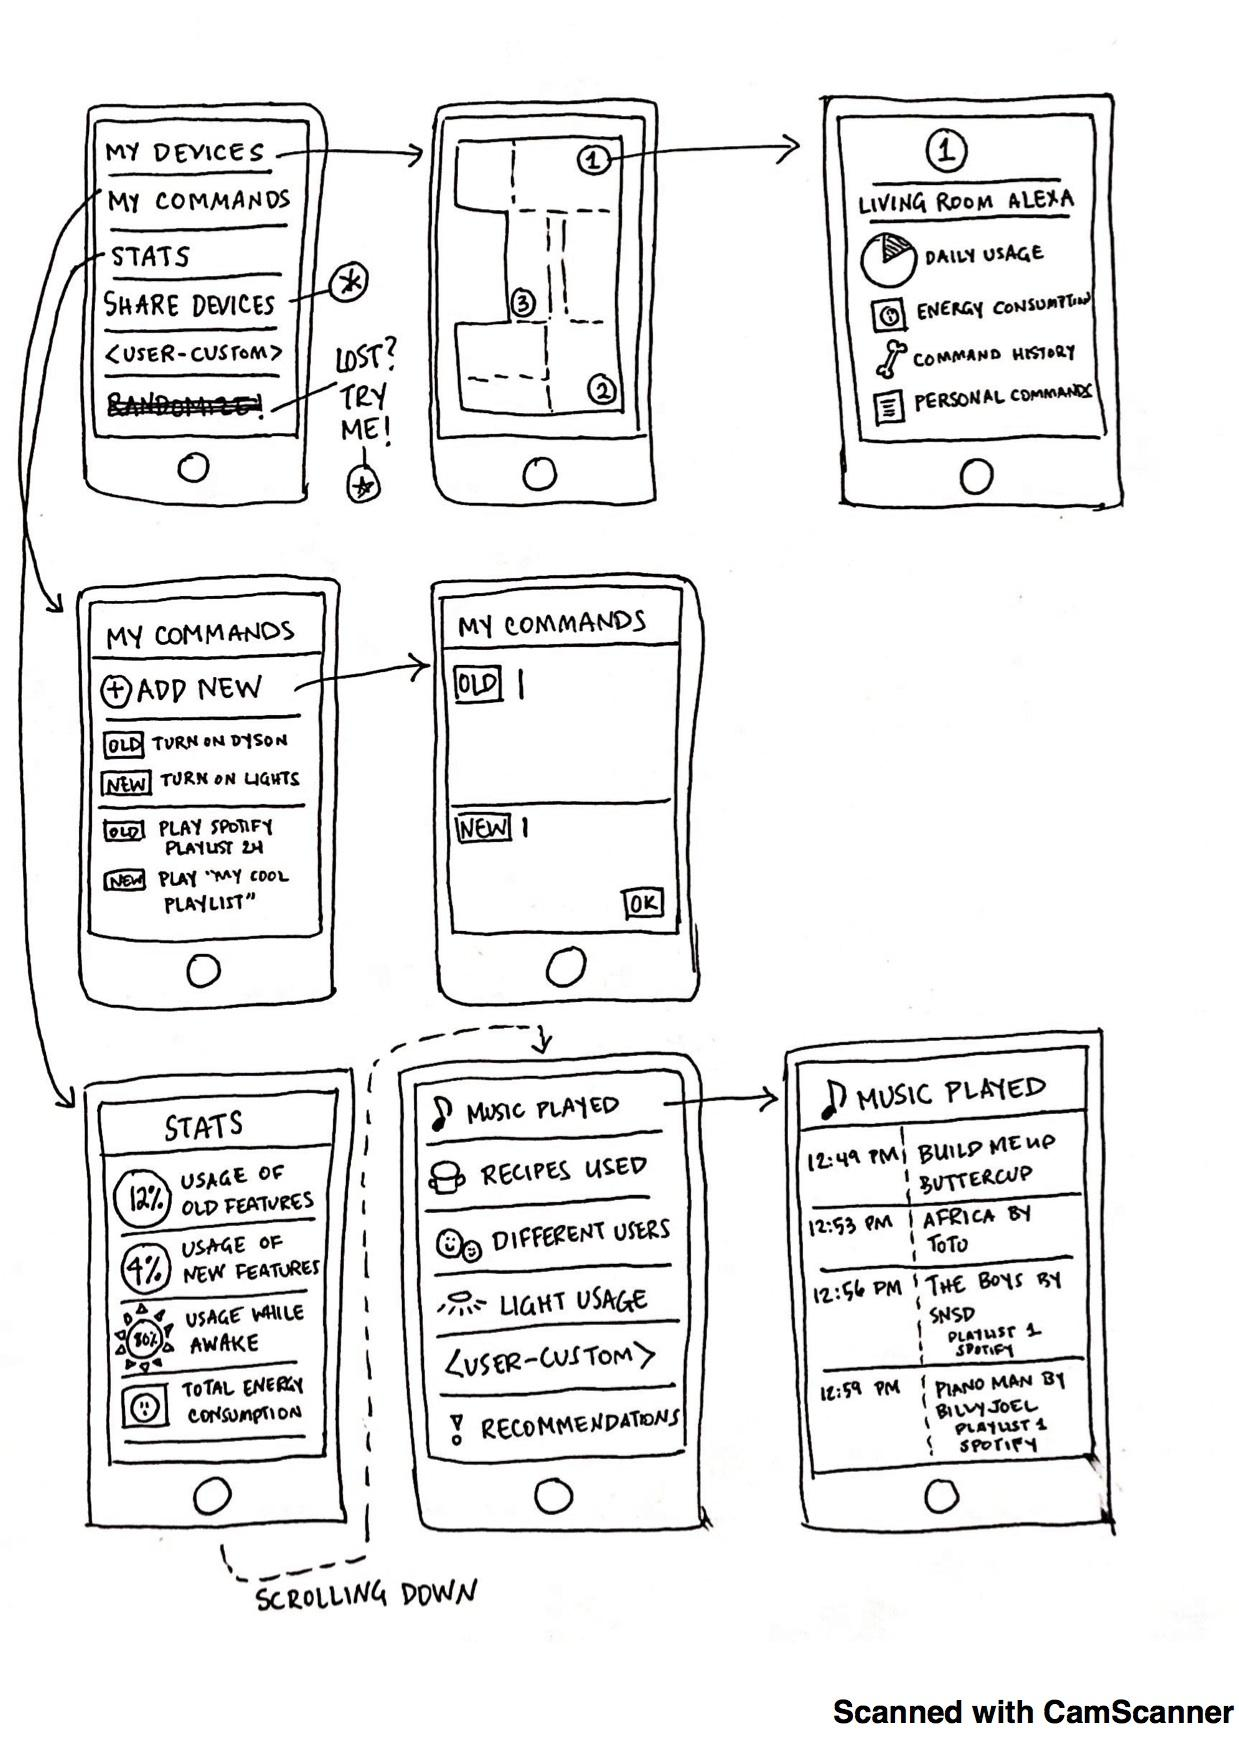 MY DEVICES
MY COMMANDS
STATS
SHARE DEVICES
<USER-CUSTOM>
RANDOMIZE!
LOST?
TRY
ME!
1
3
2
1
LIVING ROOM ALEXA
DAILY USAGE
ENERGY CONSUMPTION
COMMAND HISTORY
PERSONAL COMMANDS
MY COMMANDS
+ ADD NEW
OLD TURN ON DYSON
NEW TURN ON LIGHTS
OLD PLAY SPOTIFY
PLAYLIST 24
NEW PLAY "MY COOL
PLAYLIST"
MY COMMANDS
OLD |
NEW |
OK
STATS
12% USAGE OF
OLD FEATURES
4% USAGE OF
NEW FEATURES
80% USAGE WHILE
AWAKE
TOTAL ENERGY
CONSUMPTION
SCROLLING DOWN
MUSIC PLAYED
RECIPES USED
DIFFERENT USERS
LIGHT USAGE
<USER-CUSTOM>
RECOMMENDATIONS
MUSIC PLAYED
12:49 PM BUILD ME UP
BUTTERCUP
12:53 PM AFRICA BY
TOTO
12:56 PM THE BOYS BY
SNSD
PLAYLIST 1
SPOTIFY
12:59 PM PIANO MAN BY
BILLY JOEL
PLAYLIST 1
SPOTIFY
Scanned with CamScanner